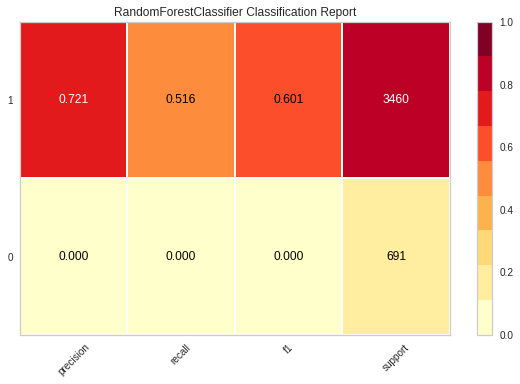 RandomForestClassifier Classification Report
1 0.721 0.516 0.601 3460
0 0.000 0.000 0.000 691
precision recall f1 support
1.0
0.8
0.6
0.4
0.2
0.0